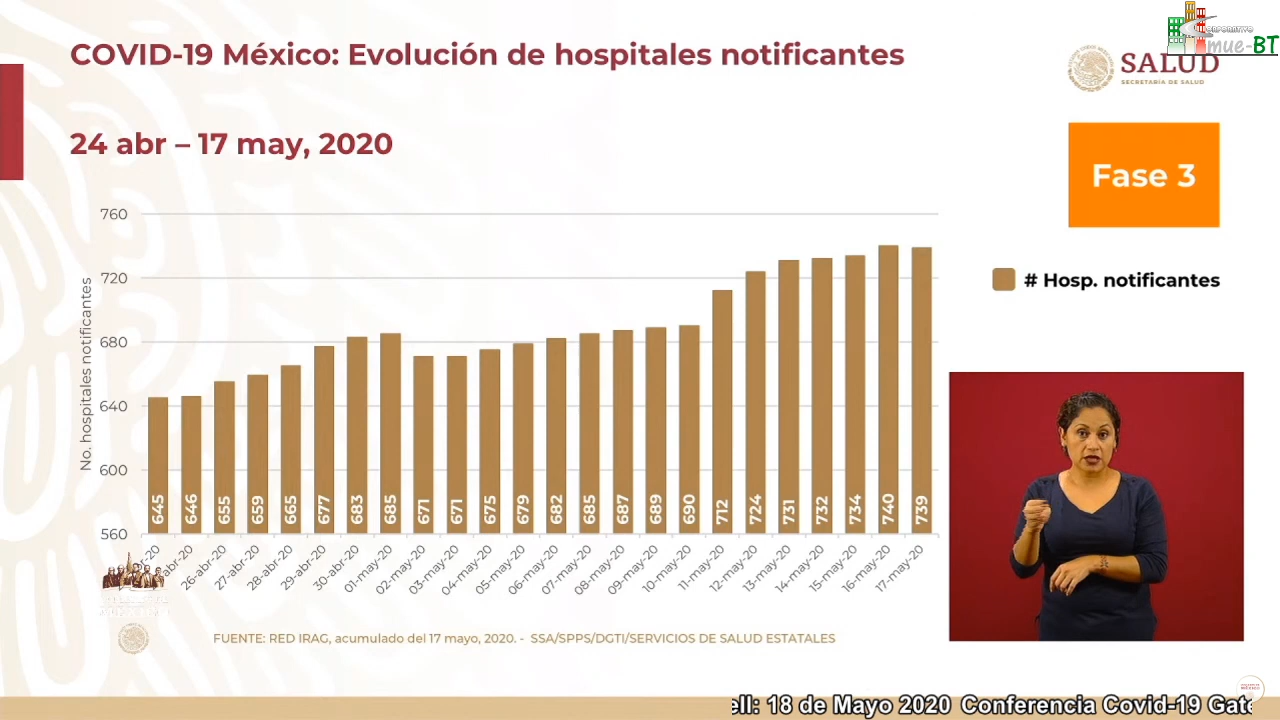 COVID-19 México: Evolución de hospitales notificantes
24 abr – 17 may, 2020
CORPORATIVO
mue-BT
SALUD
SECRETARÍA DE SALUD
Fase 3
# Hosp. notificantes
No. hospitales notificantes
760
720
680
640
600
560
645
646
655
659
665
677
683
685
671
671
675
679
682
685
687
689
690
712
724
731
732
734
740
739
abr-20
26-abr-20
27-abr-20
28-abr-20
29-abr-20
30-abr-20
01-may-20
02-may-20
03-may-20
04-may-20
05-may-20
06-may-20
07-may-20
08-may-20
09-may-20
10-may-20
11-may-20
12-may-20
13-may-20
14-may-20
15-may-20
16-may-20
17-may-20
FUENTE: RED IRAG, acumulado del 17 mayo, 2020. - SSA/SPPS/DGTI/SERVICIOS DE SALUD ESTATALES
ell: 18 de Mayo 2020 Conferencia Covid-19 Gat